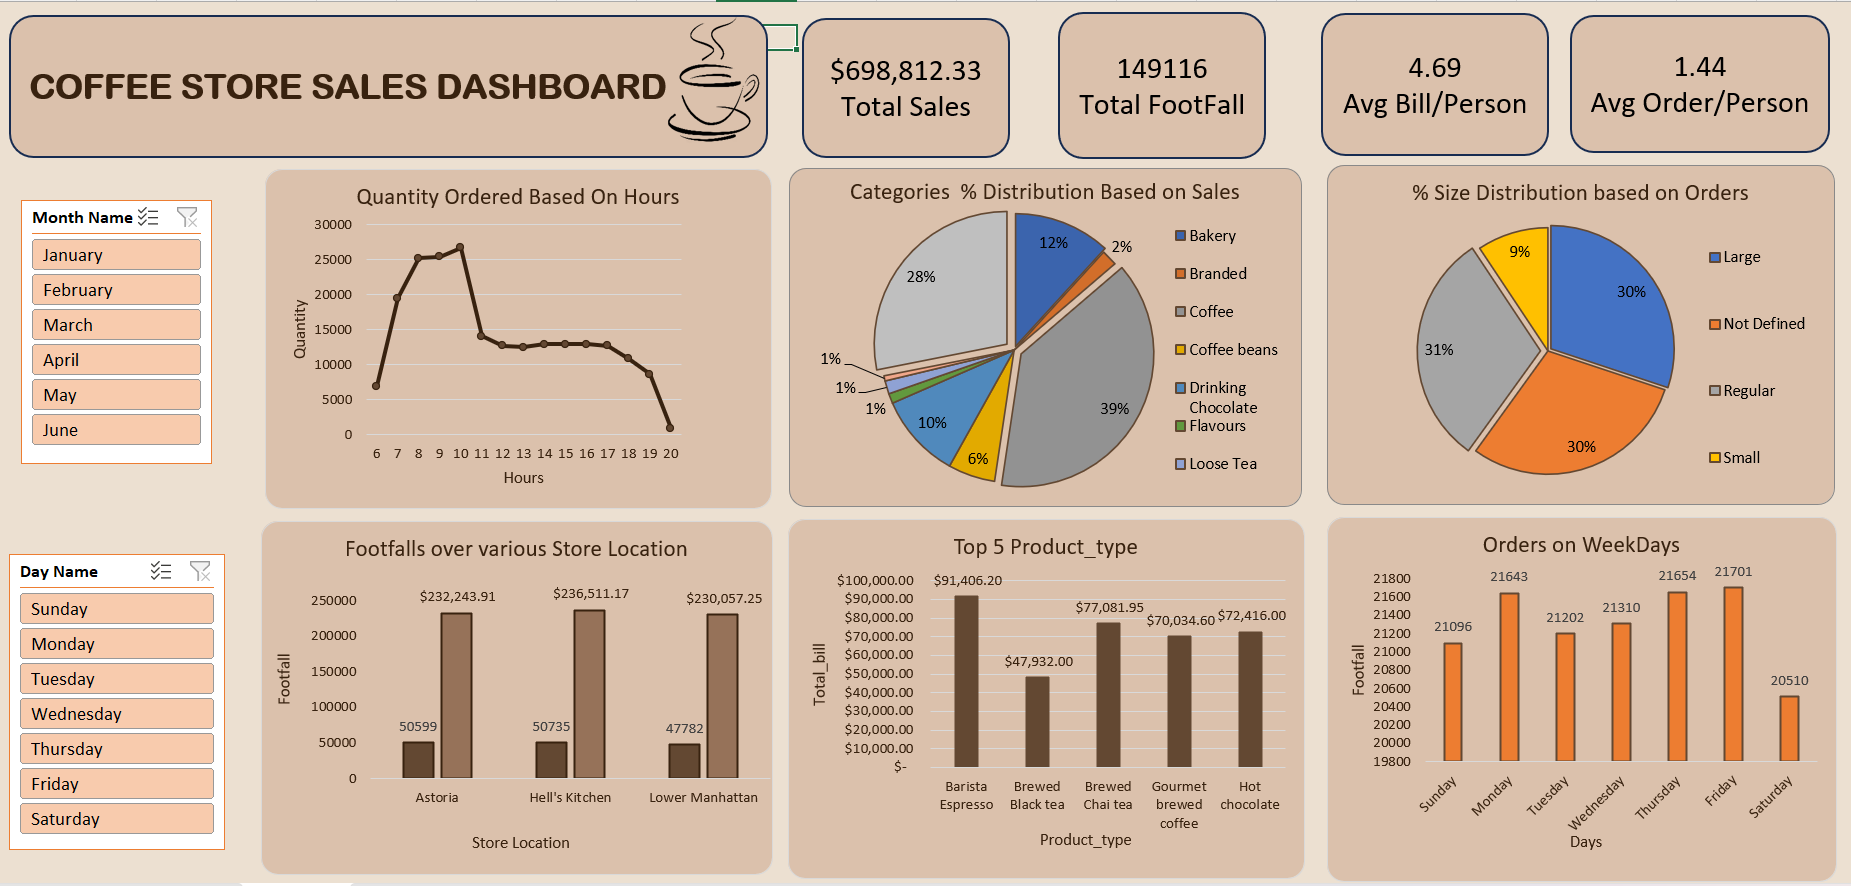 COFFEE STORE SALES DASHBOARD
$698,812.33
Total Sales
149116
Total FootFall
4.69
Avg Bill/Person
1.44
Avg Order/Person
Month Name
January
February
March
April
May
June
Quantity Ordered Based On Hours
30000
25000
20000
15000
10000
5000
0
Quantity
6 7 8 9 10 11 12 13 14 15 16 17 18 19 20
Hours
Categories % Distribution Based on Sales
12%
2%
28%
39%
1%
1%
1%
10%
6%
Bakery
Branded
Coffee
Coffee beans
Drinking
Chocolate
Flavours
Loose Tea
% Size Distribution based on Orders
9%
30%
31%
30%
Large
Not Defined
Regular
Small
Day Name
Sunday
Monday
Tuesday
Wednesday
Thursday
Friday
Saturday
Footfalls over various Store Location
250000
200000
150000
100000
50000
0
Footfall
$232,243.91
$236,511.17
$230,057.25
50599
50735
47782
Astoria
Hell's Kitchen
Lower Manhattan
Store Location
Top 5 Product_type
$100,000.00
$90,000.00
$80,000.00
$70,000.00
$60,000.00
$50,000.00
$40,000.00
$30,000.00
$20,000.00
$10,000.00
$-
Total_bill
$91,406.20
$47,932.00
$77,081.95
$70,034.60
$72,416.00
Barista
Espresso
Brewed
Black tea
Brewed
Chai tea
Gourmet
brewed
coffee
Hot
chocolate
Product_type
Orders on WeekDays
21800
21600
21400
21200
21000
20800
20600
20400
20200
20000
19800
Footfall
21096
21643
21202
21310
21654
21701
20510
Sunday
Monday
Tuesday
Wednesday
Thursday
Friday
Saturday
Days